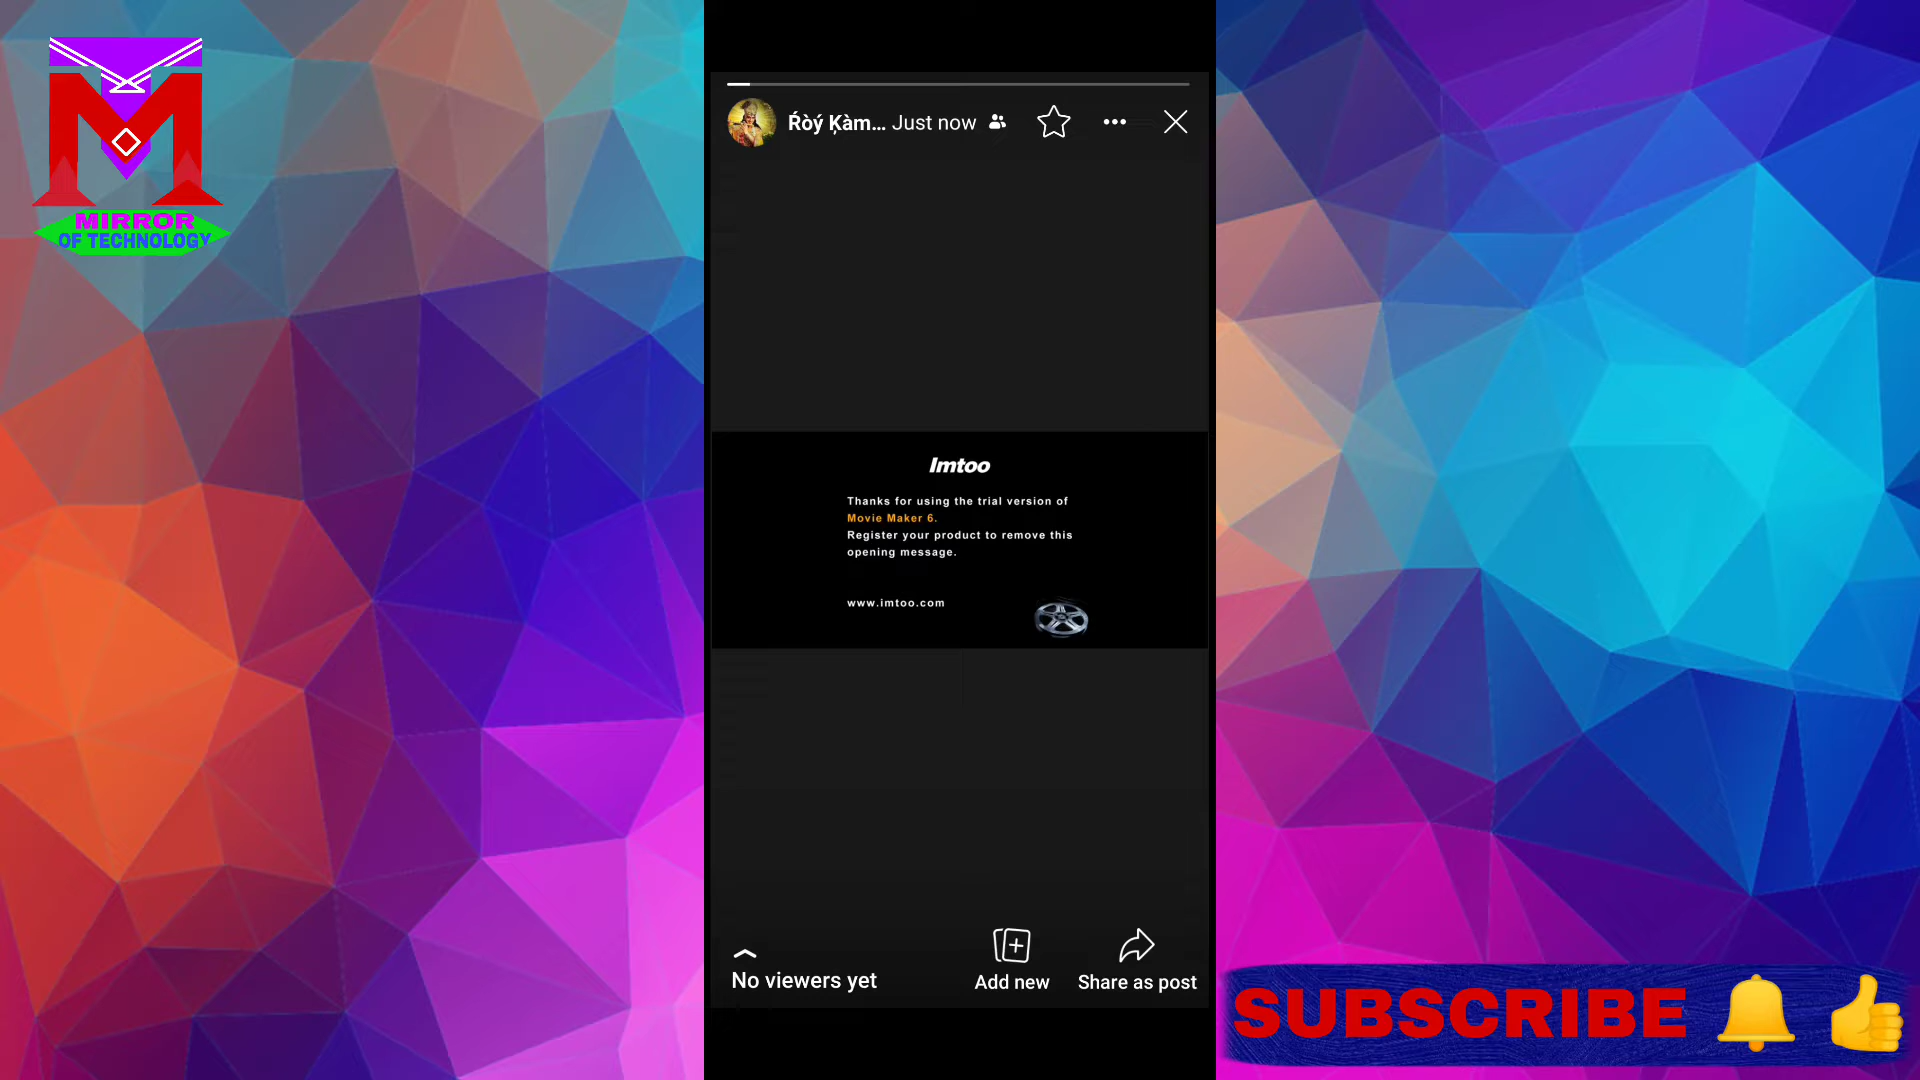 MIRROR
OF TECHNOLOGY
Ŕòý Ķàm... Just now
Imtoo
Thanks for using the trial version of
Movie Maker 6.
Register your product to remove this
opening message.
www.imtoo.com
No viewers yet
Add new
Share as post
SUBSCRIBE